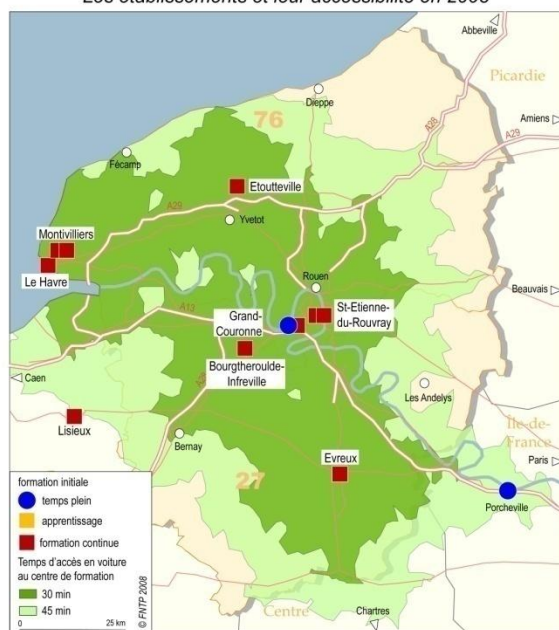 Les établissements et leur accessibilité en 2006
Abbeville
Picardie
Dieppe
76
A28
Amiens
A29
Fécamp
Etoutteville
A29
Yvetot
Montivilliers
Rouen
Le Havre
Beauvais
A13
Grand-
Couronne
St-Etienne-
du-Rouvray
Bourgtheroulde-
Infreville
Caen
Les Andelys
Lisieux
Île-de-
France
Bernay
Evreux
Paris
27
Porcheville
formation initiale
temps plein
apprentissage
formation continue
Temps d'accès en voiture
au centre de formation
30 min
45 min
0 25 km
© FNTP 2008
Centre
Chartres